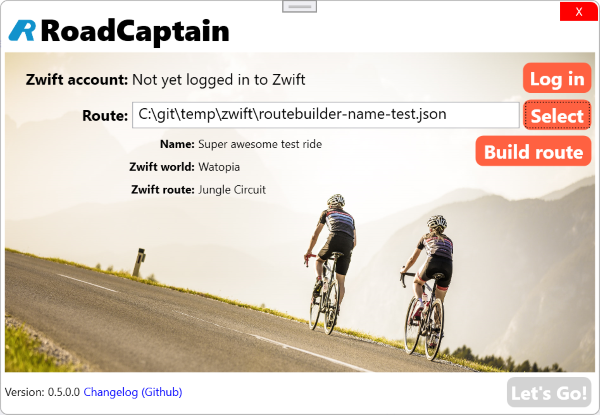 X
RoadCaptain
Zwift account: Not yet logged in to Zwift Log in
Route: C:\git\temp\zwift\routebuilder-name-test.json Select
Name: Super awesome test ride Build route
Zwift world: Watopia
Zwift route: Jungle Circuit
Version: 0.5.0.0 Changelog (Github) Let's Go!